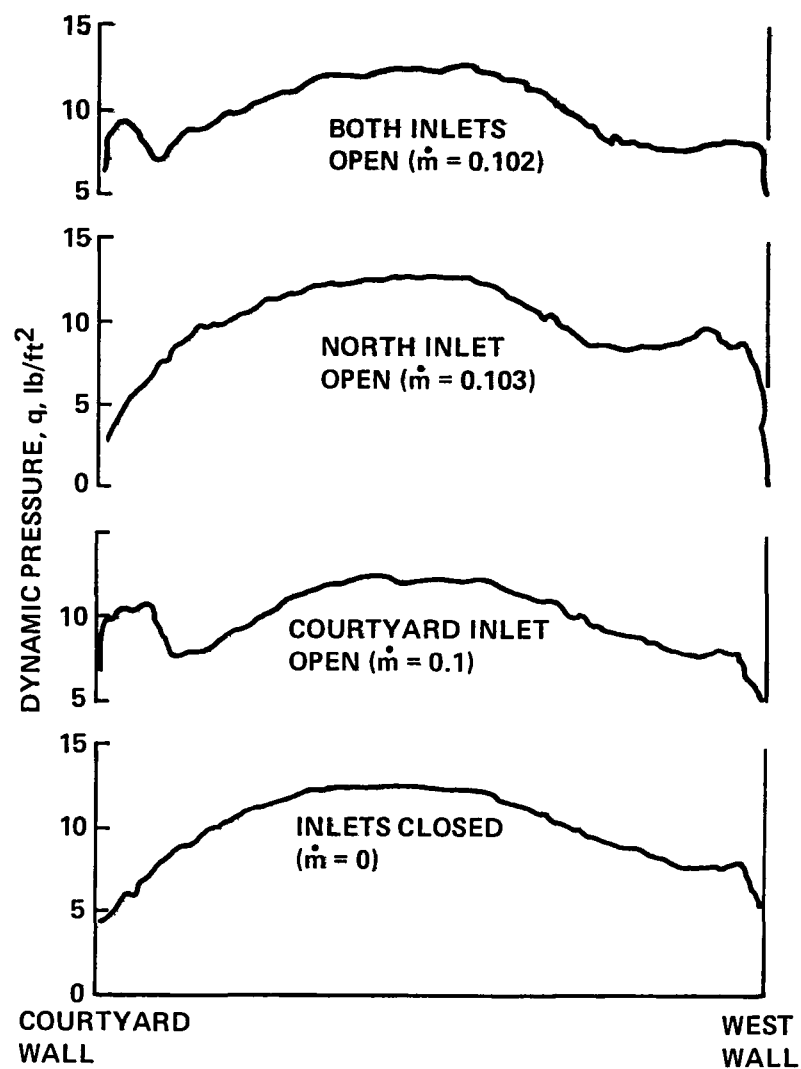 DYNAMIC PRESSURE, q, lb/ft²
15
10
5
BOTH INLETS
OPEN (ṁ = 0.102)
15
10
5
0
NORTH INLET
OPEN (ṁ = 0.103)
10
5
COURTYARD INLET
OPEN (ṁ = 0.1)
15
10
5
0
INLETS CLOSED
(ṁ = 0)
COURTYARD
WALL
WEST
WALL